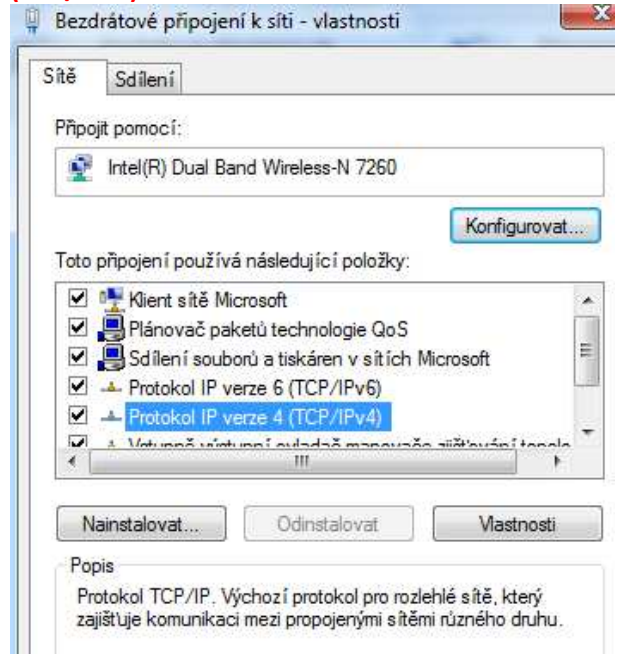 Bezdrátové připojení k síti - vlastnosti
Sítě
Sdílení
Připojit pomocí:
Intel(R) Dual Band Wireless-N 7260
Konfigurovat...
Toto připojení používá následující položky:
Klient sítě Microsoft
Plánovač paketů technologie QoS
Sdílení souborů a tiskáren v sítích Microsoft
Protokol IP verze 6 (TCP/IPv6)
Protokol IP verze 4 (TCP/IPv4)
Nainstalovat...
Odinstalovat
Vlastnosti
Popis
Protokol TCP/IP. Výchozí protokol pro rozlehlé sítě, který
zajišťuje komunikaci mezi propojenými sítěmi různého druhu.